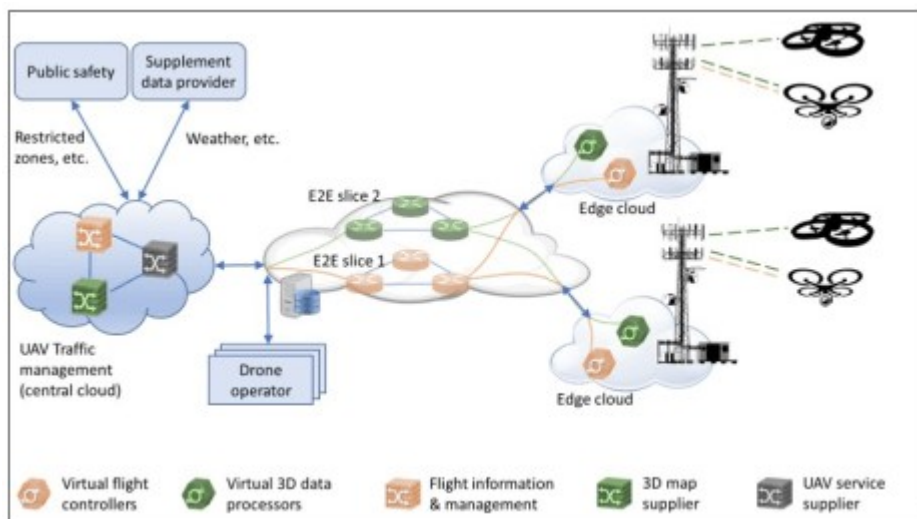 Public safety
Supplement
data provider
Restricted
zones, etc.
Weather, etc.
E2E slice 2
E2E slice 1
Edge cloud
UAV Traffic
management
(central cloud)
Drone
operator
Edge cloud
Virtual flight
controllers
Virtual 3D data
processors
Flight information
& management
3D map
supplier
UAV service
supplier